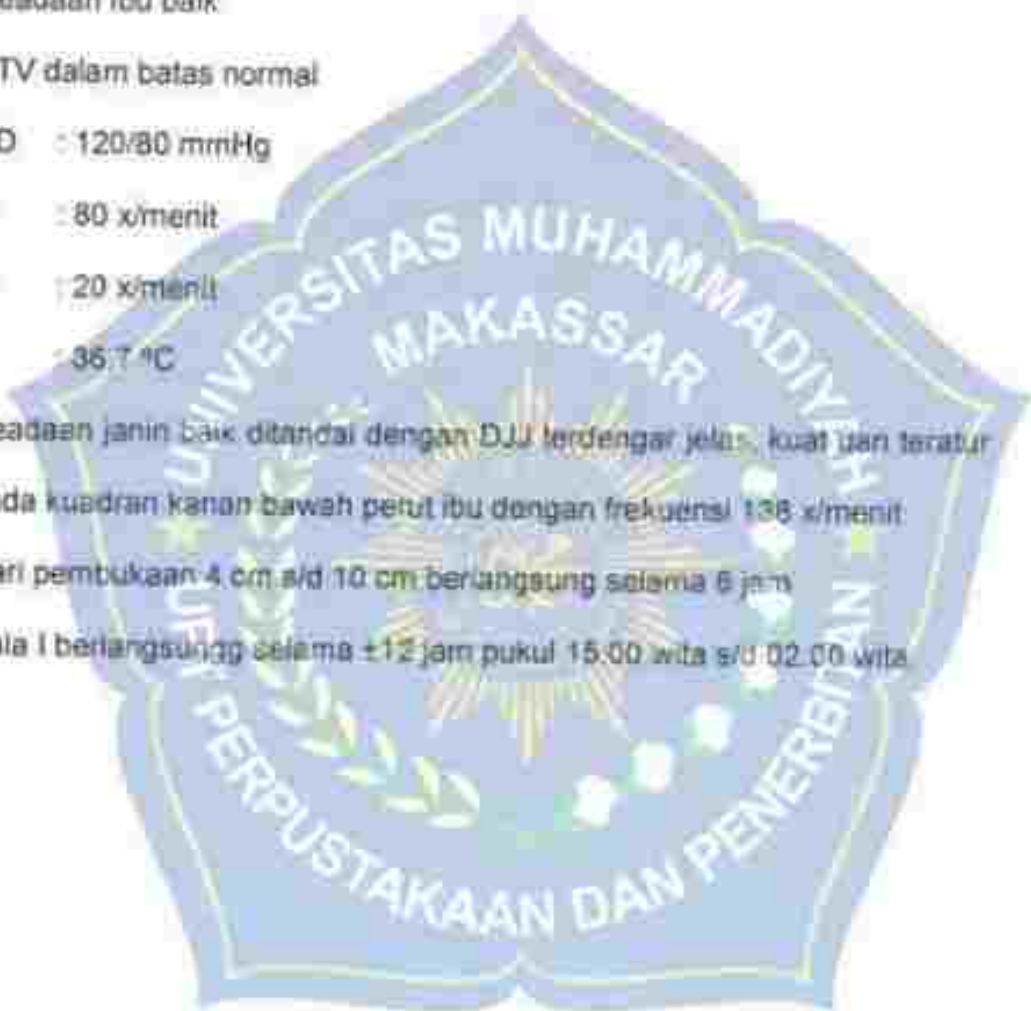 eadaan ibu baik
TV dalam batas normal
D : 120/80 mmHg
: 80 x/menit
: 20 x/menit
: 36,7 °C
eadaan janin baik ditandai dengan DJJ terdengar jelas, kuat dan teratur
ada kuadran kanan bawah perut ibu dengan frekuensi 136 x/menit
ari pembukaan 4 cm s/d 10 cm berlangsung selama 6 jam
ala I berlangsungg selama ±12 jam pukul 15.00 wita s/d 02.00 wita
UNIVERSITAS MUHAMMADIYAH
MAKASSAR
UPT PERPUSTAKAAN DAN PENERBITAN